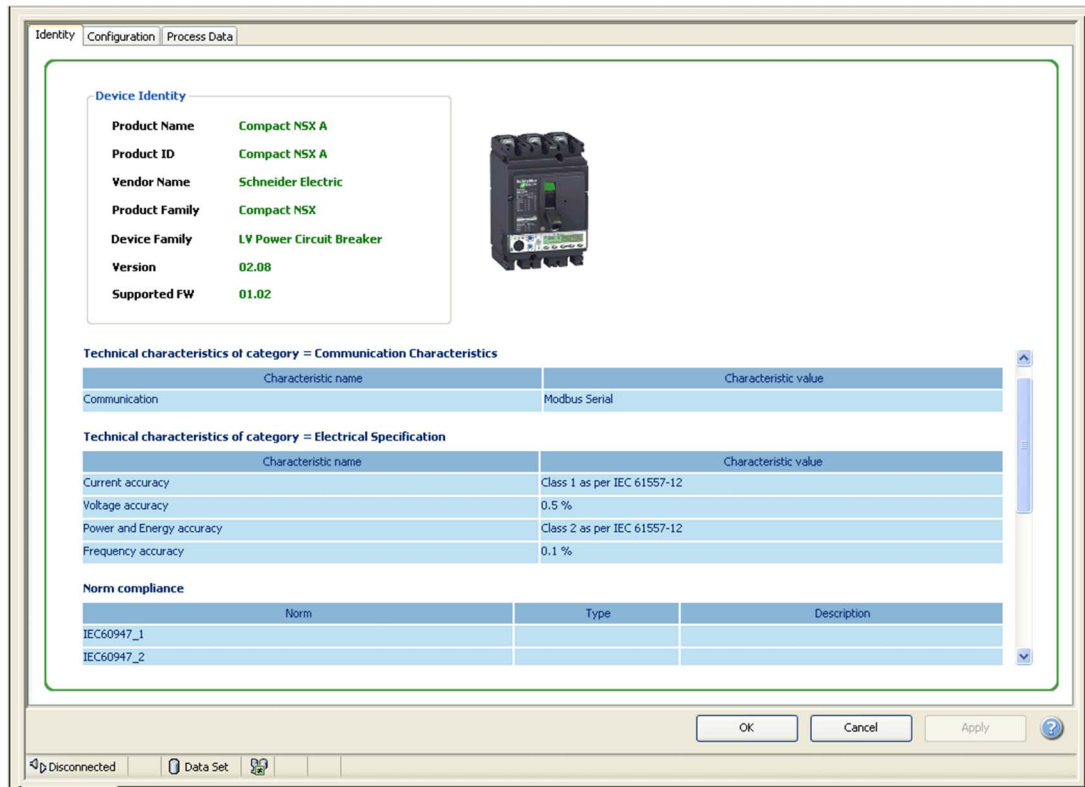 Identity Configuration Process Data
Device Identity
Product Name Compact NSX A
Product ID Compact NSX A
Vendor Name Schneider Electric
Product Family Compact NSX
Device Family LV Power Circuit Breaker
Version 02.08
Supported FW 01.02
Technical characteristics of category = Communication Characteristics
Characteristic name Characteristic value
Communication Modbus Serial
Technical characteristics of category = Electrical Specification
Characteristic name Characteristic value
Current accuracy Class 1 as per IEC 61557-12
Voltage accuracy 0.5 %
Power and Energy accuracy Class 2 as per IEC 61557-12
Frequency accuracy 0.1 %
Norm compliance
Norm Type Description
IEC60947_1
IEC60947_2
OK Cancel Apply ?
Disconnected Data Set